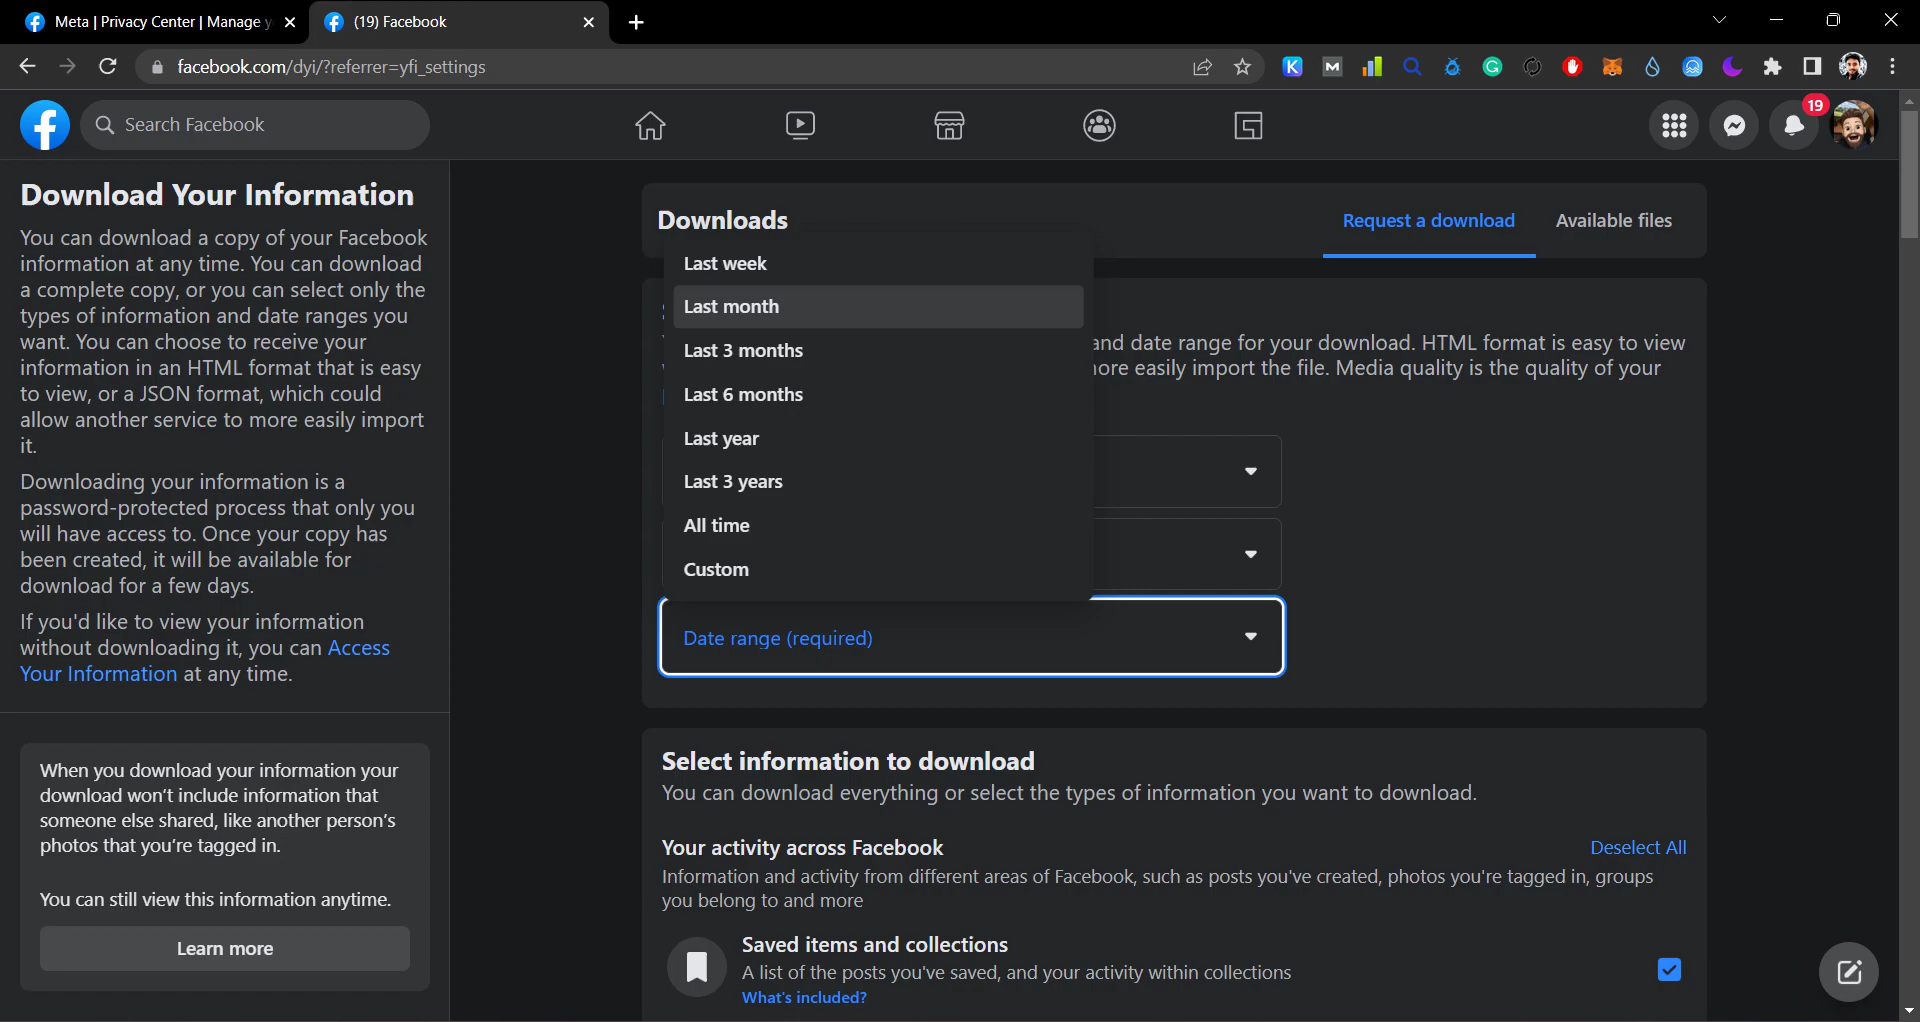 Meta | Privacy Center | Manage y
(19) Facebook
facebook.com/dyi/?referrer=yfi_settings
Search Facebook
19
Download Your Information
You can download a copy of your Facebook
information at any time. You can download
a complete copy, or you can select only the
types of information and date ranges you
want. You can choose to receive your
information in an HTML format that is easy
to view, or a JSON format, which could
allow another service to more easily import
it.
Downloading your information is a
password-protected process that only you
will have access to. Once your copy has
been created, it will be available for
download for a few days.
If you'd like to view your information
without downloading it, you can Access
Your Information at any time.
When you download your information your
download won't include information that
someone else shared, like another person's
photos that you're tagged in.
You can still view this information anytime.
Learn more
Downloads
Request a download
Available files
Last week
Last month
Last 3 months
Last 6 months
Last year
Last 3 years
All time
Custom
and date range for your download. HTML format is easy to view
ore easily import the file. Media quality is the quality of your
Date range (required)
Select information to download
You can download everything or select the types of information you want to download.
Your activity across Facebook
Deselect All
Information and activity from different areas of Facebook, such as posts you've created, photos you're tagged in, groups
you belong to and more
Saved items and collections
A list of the posts you've saved, and your activity within collections
What's included?